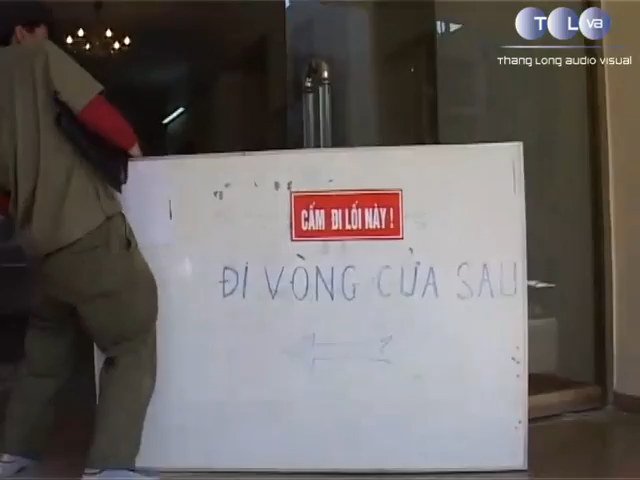 TLva
THANG LONG AUDIO VISUAL
CẤM ĐI LỐI NÀY !
ĐI VÒNG CỬA SAU